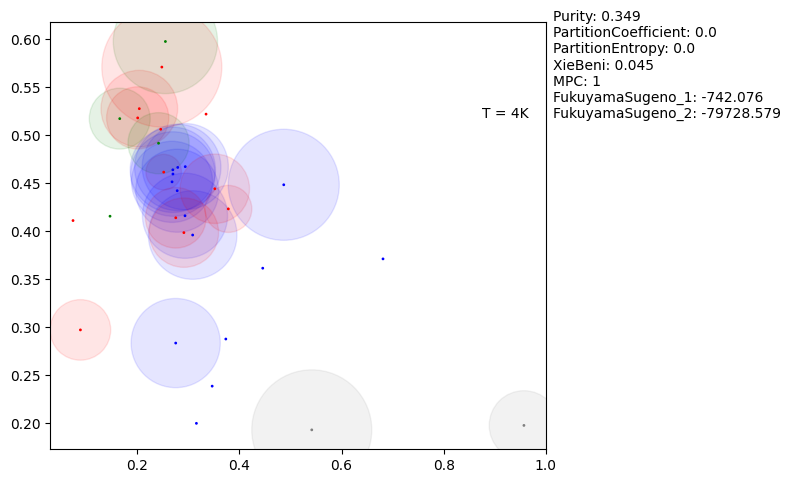 Purity: 0.349
PartitionCoefficient: 0.0
PartitionEntropy: 0.0
XieBeni: 0.045
MPC: 1
FukuyamaSugeno_1: -742.076
FukuyamaSugeno_2: -79728.579
T = 4K
0.60
0.55
0.50
0.45
0.40
0.35
0.30
0.25
0.20
0.2 0.4 0.6 0.8 1.0